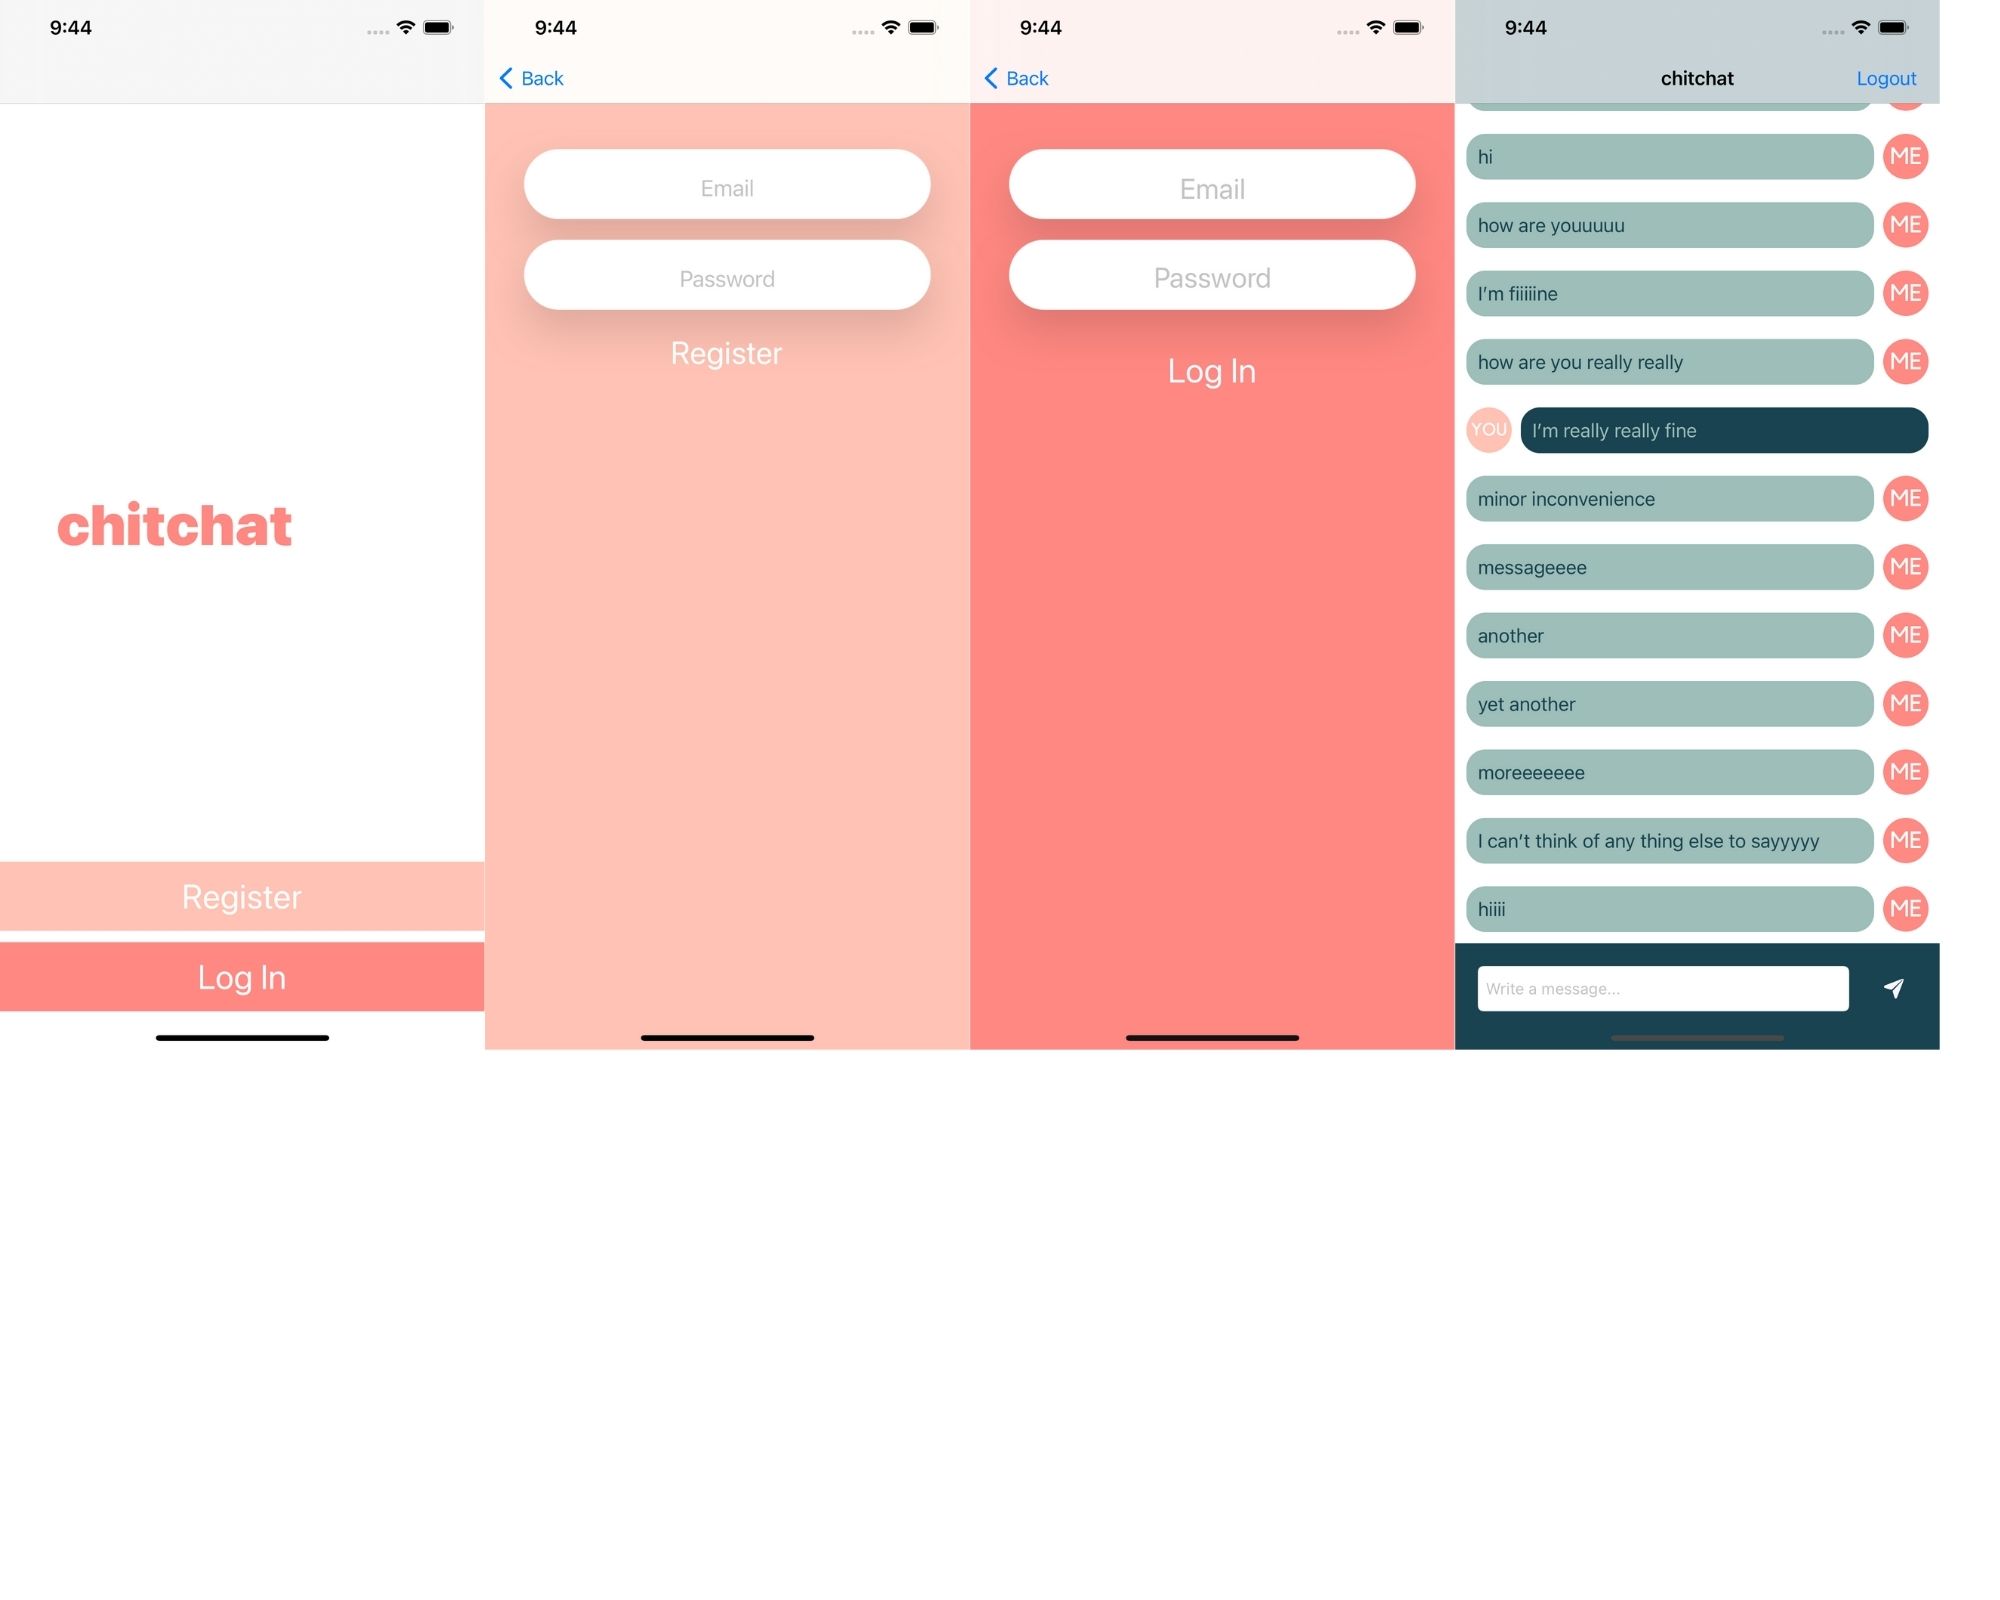 9:44
chitchat
Register
Log In
9:44
Back
Email
Password
Register
9:44
Back
Email
Password
Log In
9:44
chitchat
Logout
hi
ME
how are youuuuu
ME
I'm fiiiiine
ME
how are you really really
ME
YOU
I'm really really fine
minor inconvenience
ME
messageeee
ME
another
ME
yet another
ME
moreeeeeee
ME
I can't think of any thing else to sayyyyy
ME
hiiii
ME
Write a message...